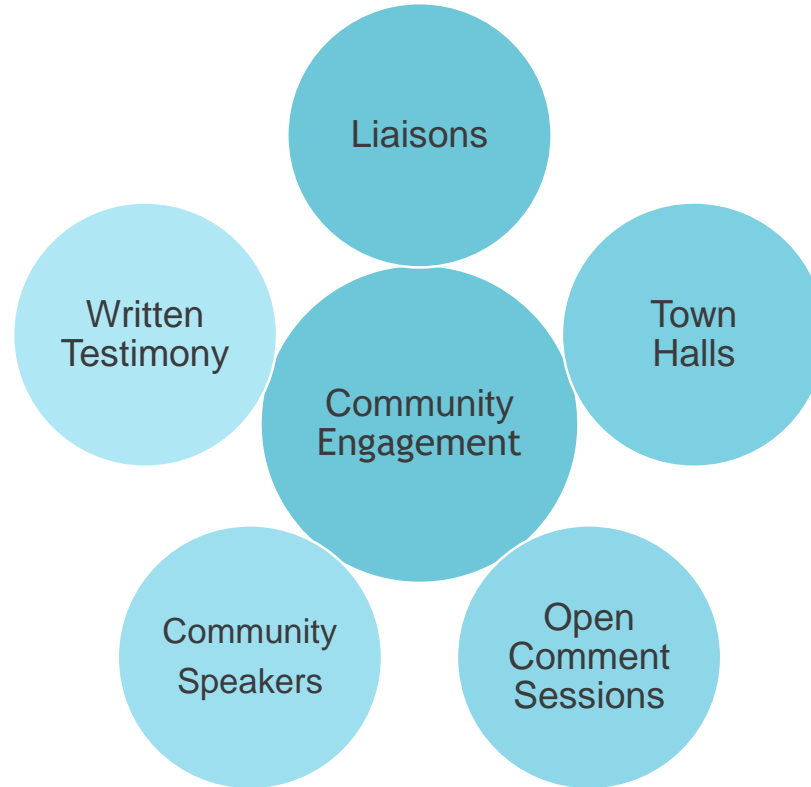 Liaisons
Written
Testimony
Town
Halls
Community
Engagement
Community
Speakers
Open
Comment
Sessions